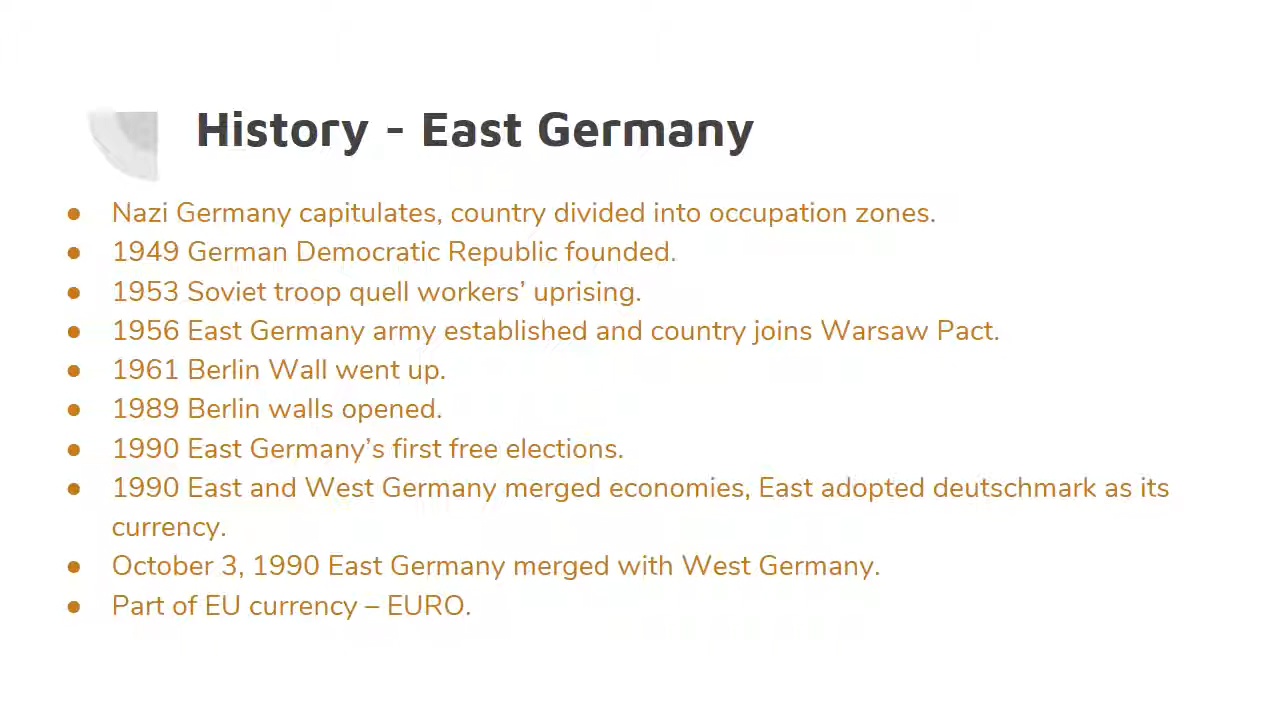 History - East Germany
● Nazi Germany capitulates, country divided into occupation zones.
● 1949 German Democratic Republic founded.
● 1953 Soviet troop quell workers’ uprising.
● 1956 East Germany army established and country joins Warsaw Pact.
● 1961 Berlin Wall went up.
● 1989 Berlin walls opened.
● 1990 East Germany’s first free elections.
● 1990 East and West Germany merged economies, East adopted deutschmark as its
currency.
● October 3, 1990 East Germany merged with West Germany.
● Part of EU currency – EURO.